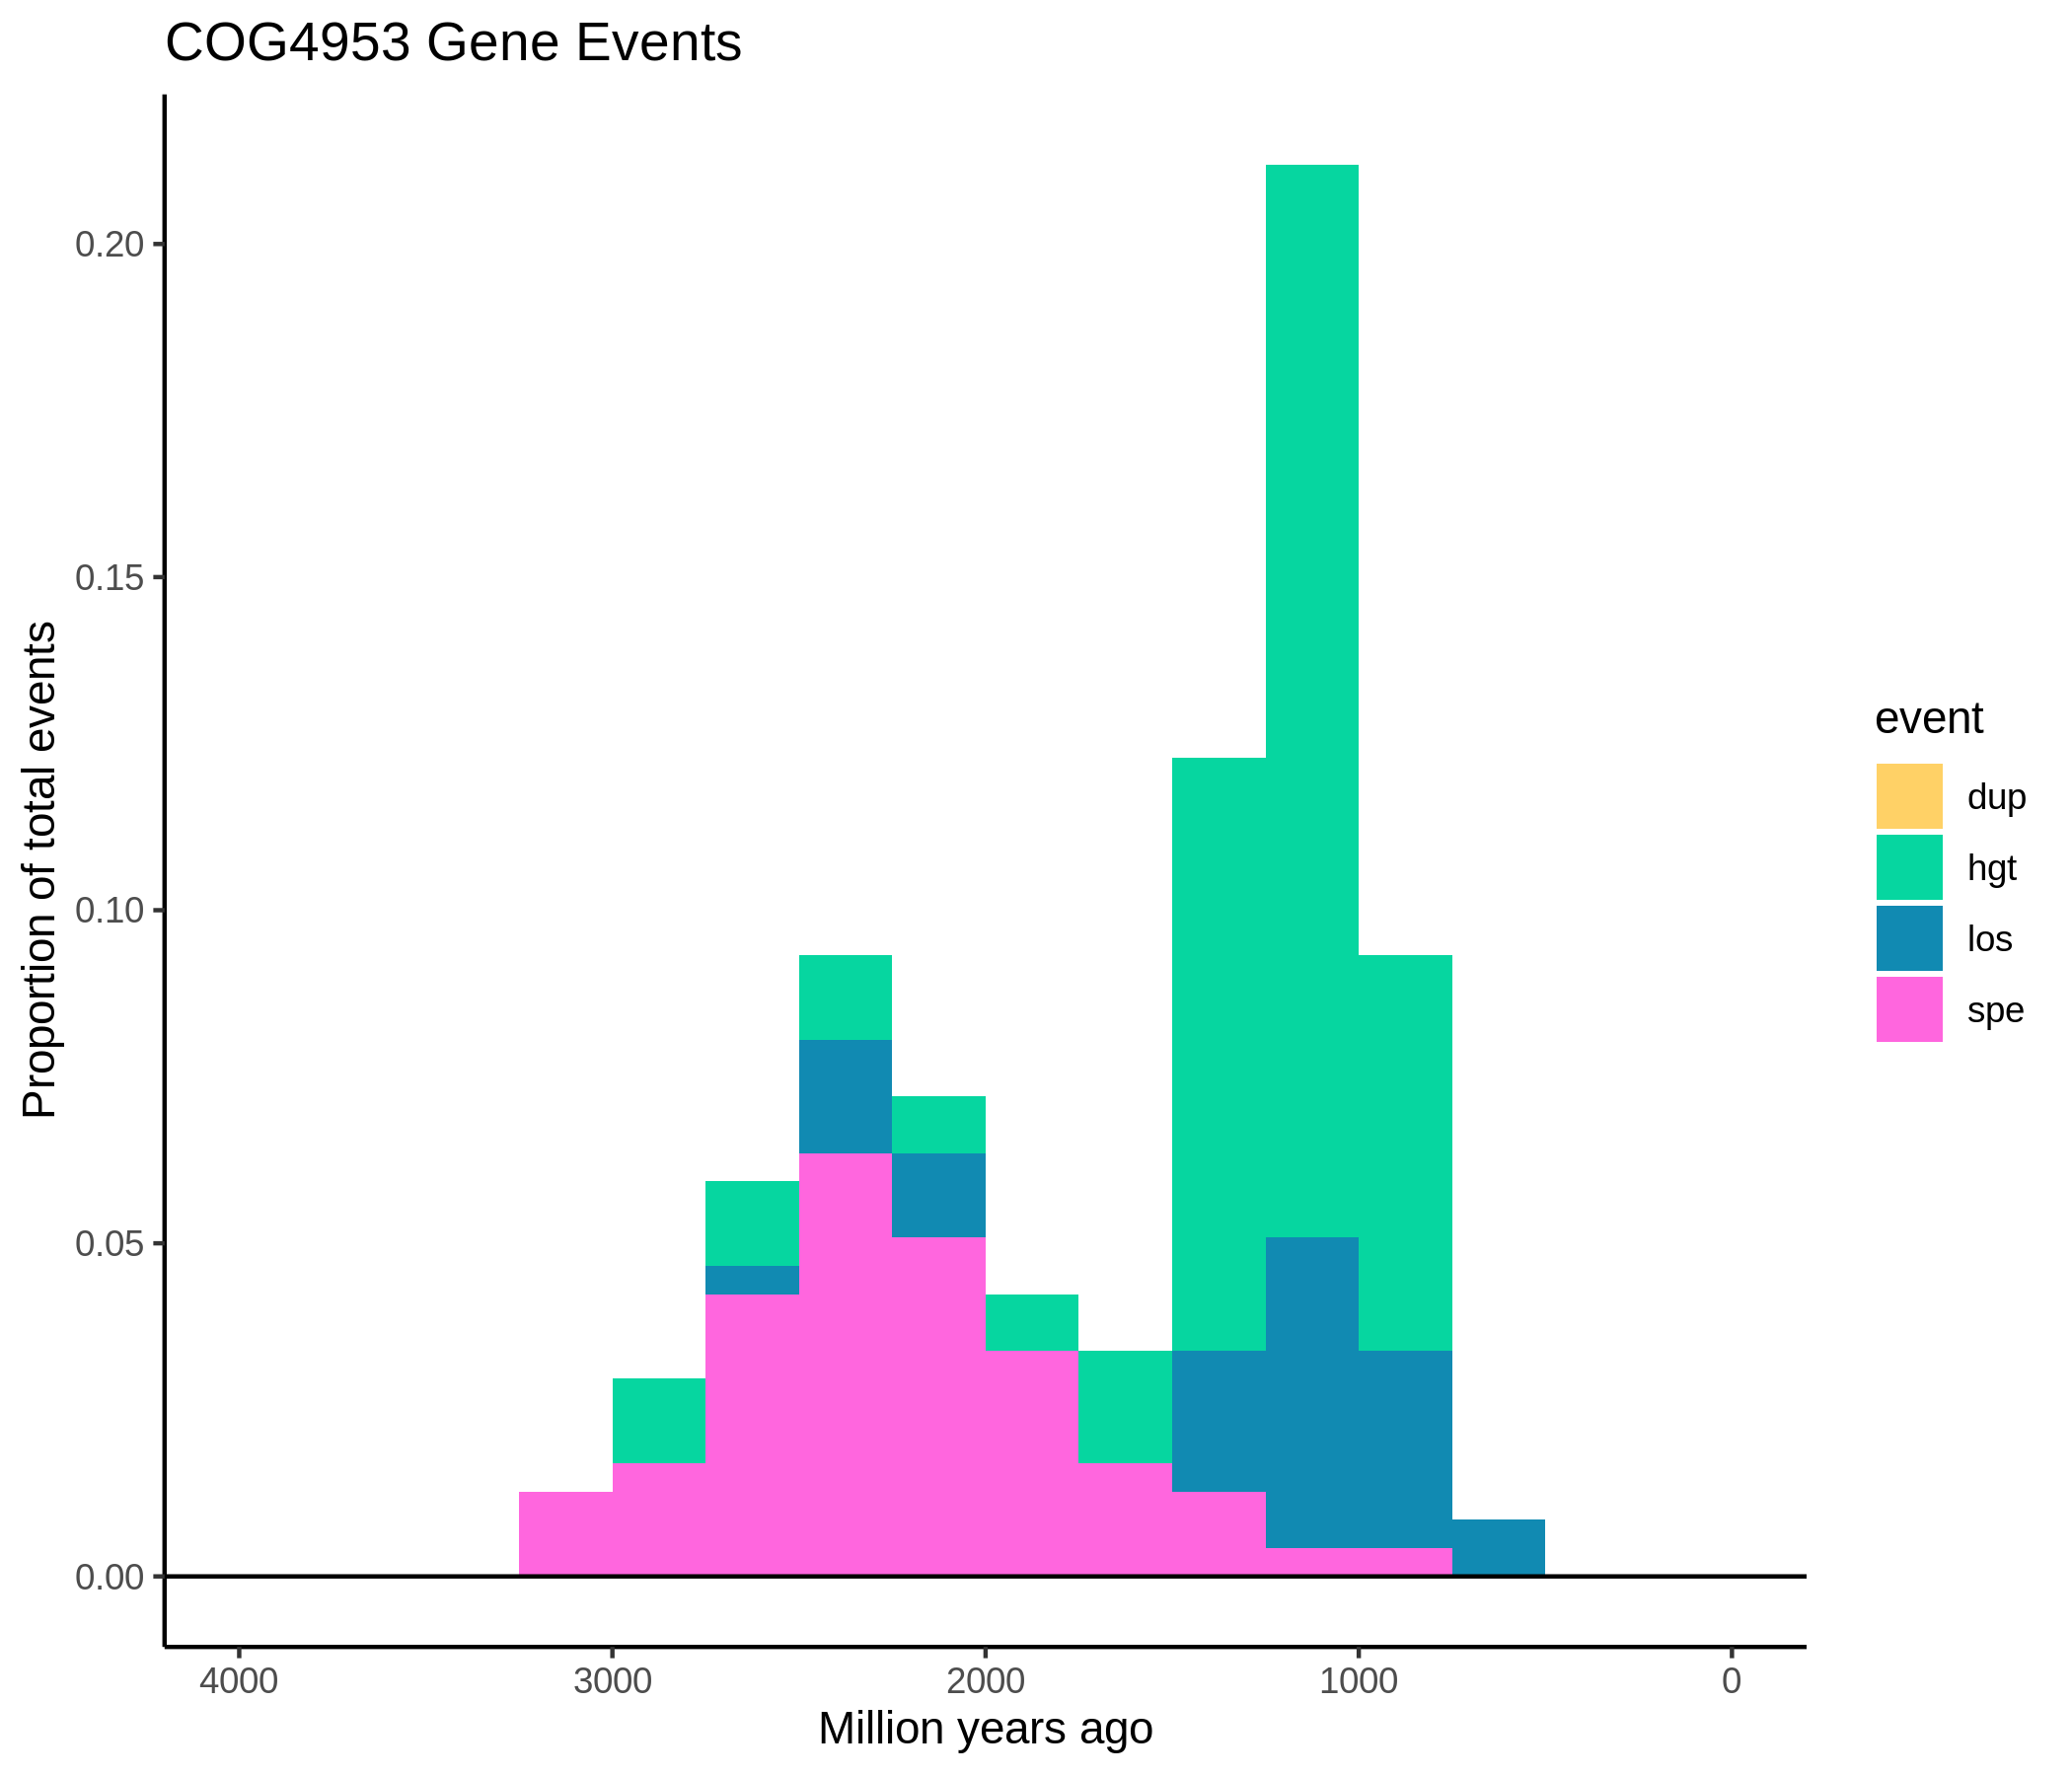 COG4953 Gene Events
Proportion of total events
0.20
0.15
0.10
0.05
0.00
4000 3000 2000 1000 0
Million years ago
event
dup
hgt
los
spe